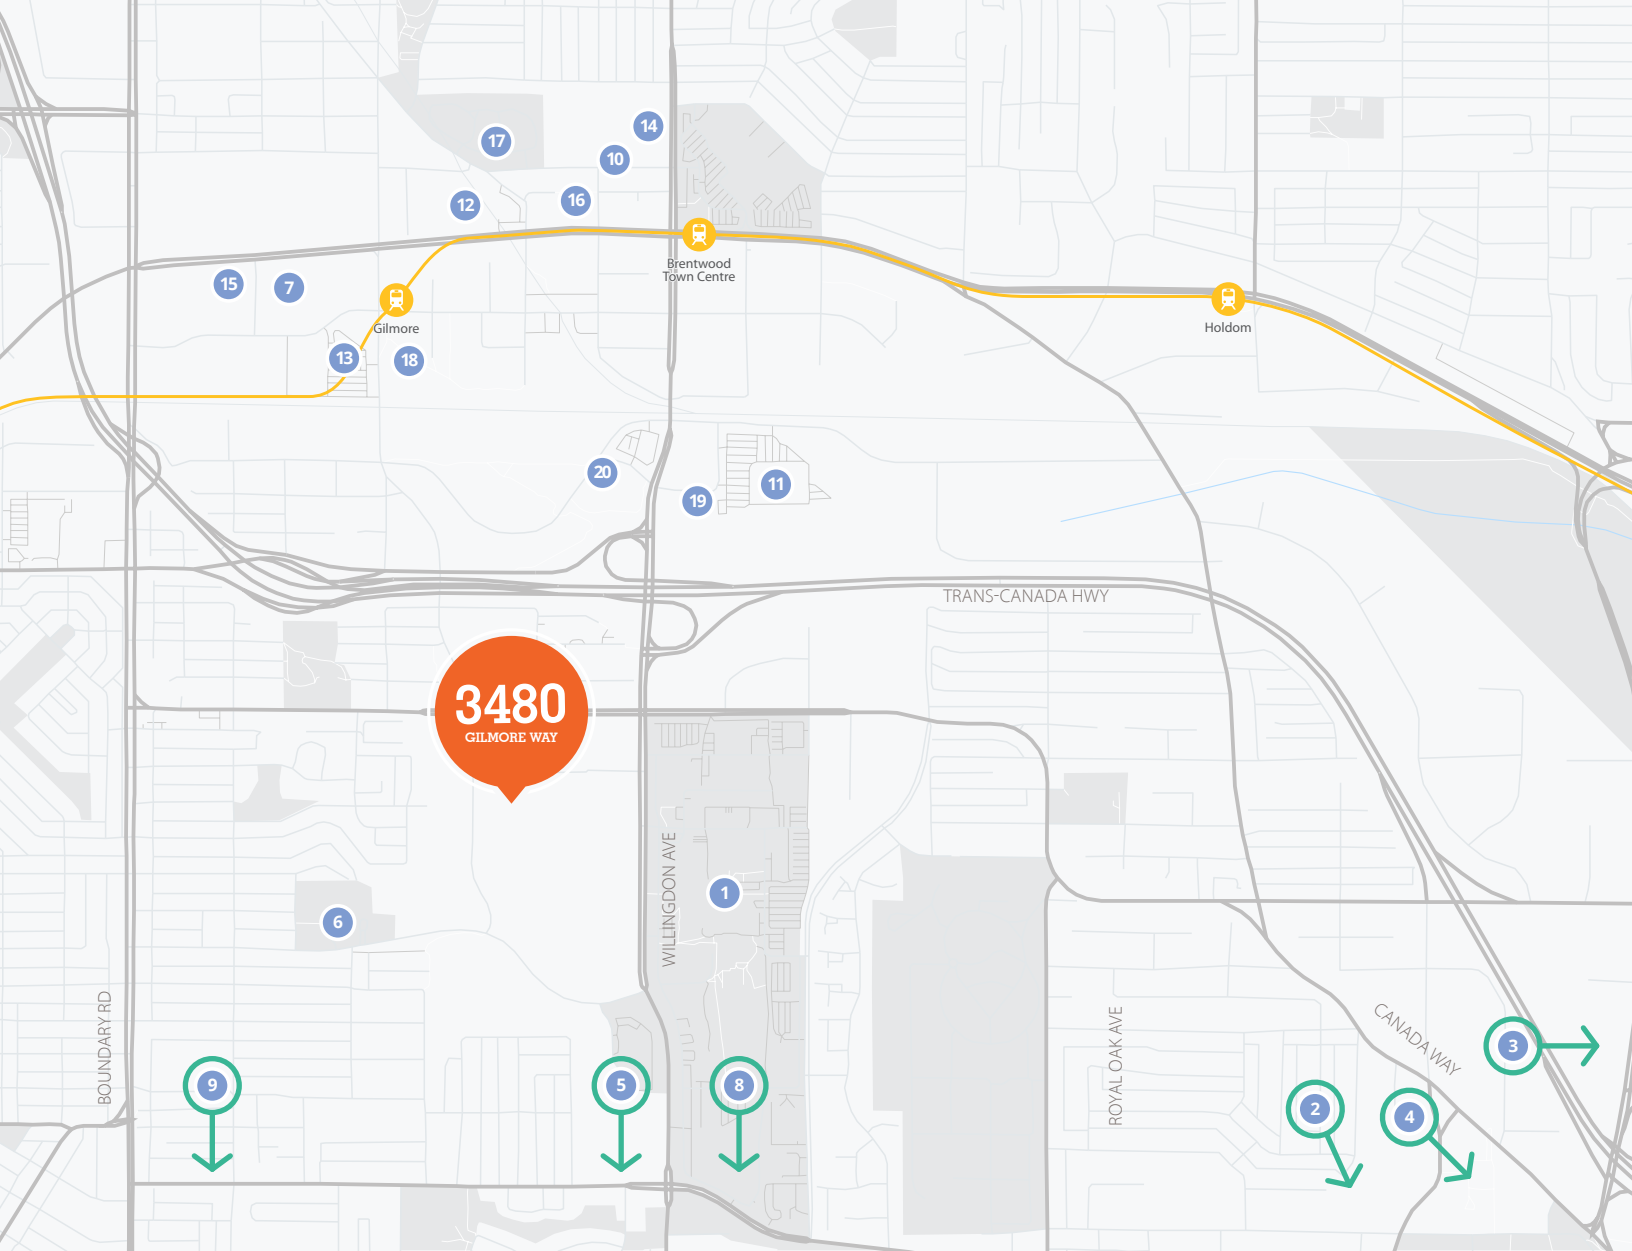 14
17
10
12
16
Brentwood
Town Centre
15
7
Gilmore
Holdom
13
18
20
11
19
TRANS-CANADA HWY
3480
GILMORE WAY
WILLINGDON AVE
1
6
BOUNDARY RD
ROYAL OAK AVE
CANADA WAY
3
9
5
8
2
4